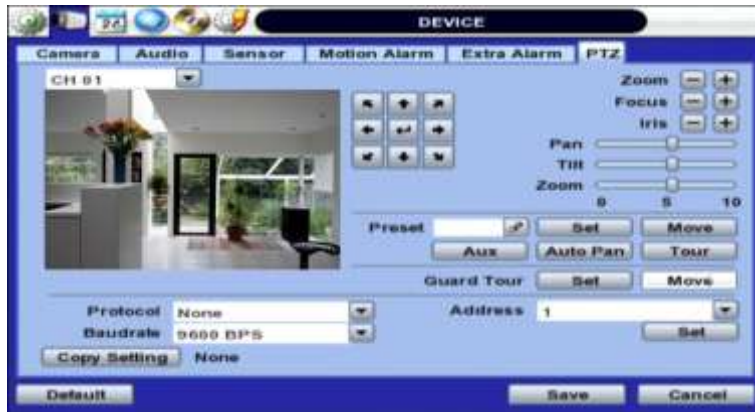 DEVICE
Camera Audio Sensor Motion Alarm Extra Alarm PTZ
CH 01
Zoom
Focus
Iris
Pan
Tilt
Zoom
0 5 10
Preset Set Move
Aux Auto Pan Tour
Guard Tour Set Move
Protocol None Address 1
Baudrate 9600 BPS Set
Copy Setting None
Default Save Cancel